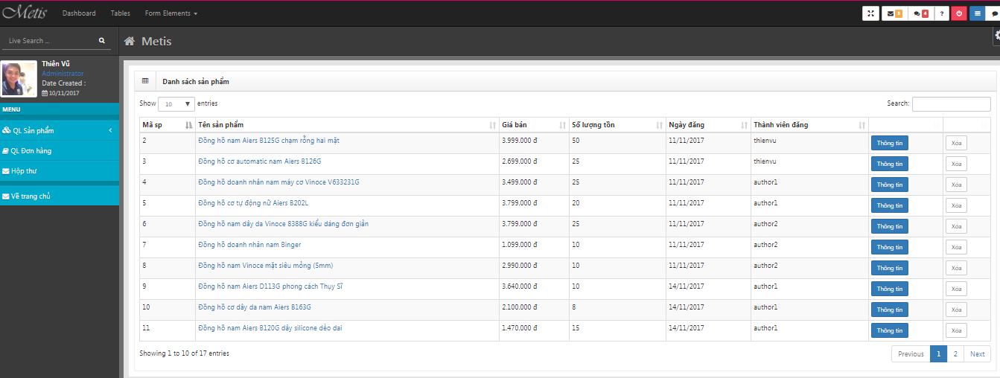 Metis Dashboard Tables Form Elements 5 4 ?
Live Search ...
Metis
Thiên Vũ
Administrator
Date Created :
10/11/2017
MENU
QL Sản phẩm
QL Đơn hàng
Hộp thư
Về trang chủ
Danh sách sản phẩm
Show 10 entries Search:
Mã sp Tên sản phẩm Giá bán Số lượng tồn Ngày đăng Thành viên đăng
2 Đồng hồ nam Aiers B125G chạm rỗng hai mặt 3.999.000 đ 50 11/11/2017 thienvu Thông tin Xóa
3 Đồng hồ cơ automatic nam Aiers B126G 2.699.000 đ 25 11/11/2017 thienvu Thông tin Xóa
4 Đồng hồ doanh nhân nam máy cơ Vinoce V633231G 3.499.000 đ 25 11/11/2017 author1 Thông tin Xóa
5 Đồng hồ cơ tự động nữ Aiers B202L 3.799.000 đ 20 11/11/2017 author1 Thông tin Xóa
6 Đồng hồ nam dây da Vinoce 8388G kiểu dáng đơn giản 3.799.000 đ 25 11/11/2017 author2 Thông tin Xóa
7 Đồng hồ doanh nhân nam Binger 1.099.000 đ 10 11/11/2017 author2 Thông tin Xóa
8 Đồng hồ nam Vinoce mặt siêu mỏng (5mm) 2.990.000 đ 10 11/11/2017 author2 Thông tin Xóa
9 Đồng hồ nam Aiers D113G phong cách Thụy Sĩ 3.640.000 đ 10 14/11/2017 author1 Thông tin Xóa
10 Đồng hồ cơ dây da nam Aiers B163G 2.100.000 đ 8 14/11/2017 author1 Thông tin Xóa
11 Đồng hồ nam Aiers B120G dây silicone dẻo dai 1.470.000 đ 15 14/11/2017 author1 Thông tin Xóa
Showing 1 to 10 of 17 entries Previous 1 2 Next